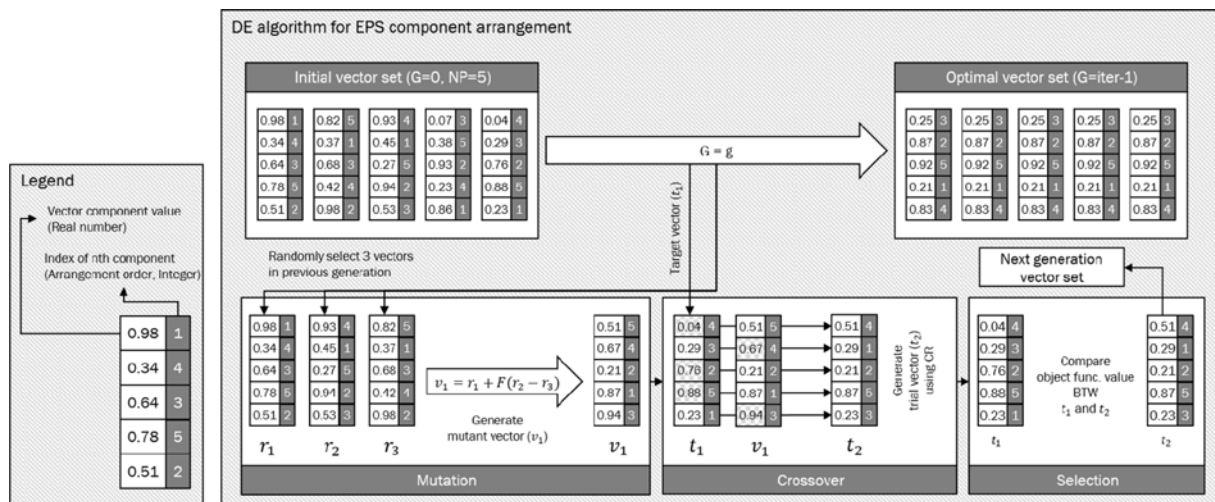 DE algorithm for EPS component arrangement
Initial vector set (G=0, NP=5)
0.98 1 0.82 5 0.93 4 0.07 3 0.04 4
0.34 4 0.37 1 0.45 1 0.38 5 0.29 3
0.64 3 0.68 3 0.27 5 0.93 2 0.76 2
0.78 5 0.42 4 0.94 2 0.23 4 0.88 5
0.51 2 0.98 2 0.53 3 0.86 1 0.23 1
G = g
Optimal vector set (G=iter-1)
0.25 3 0.25 3 0.25 3 0.25 3 0.25 3
0.87 2 0.87 2 0.87 2 0.87 2 0.87 2
0.92 5 0.92 5 0.92 5 0.92 5 0.92 5
0.21 1 0.21 1 0.21 1 0.21 1 0.21 1
0.83 4 0.83 4 0.83 4 0.83 4 0.83 4
Legend
Vector component value
(Real number)
Index of nth component
(Arrangement order, Integer)
0.98 1
0.34 4
0.64 3
0.78 5
0.51 2
Randomly select 3 vectors
in previous generation
Target vector (t₁)
Next generation
vector set
0.98 1 0.93 4 0.82 5
0.34 4 0.45 1 0.37 1
0.64 3 0.27 5 0.68 3
0.78 5 0.94 2 0.42 4
0.51 2 0.53 3 0.98 2
r₁ r₂ r₃
v₁ = r₁ + F(r₂ − r₃)
Generate
mutant vector (v₁)
0.51 5
0.67 4
0.21 2
0.87 1
0.94 3
v₁
Mutation
0.04 4 0.51 5 0.51 4
0.29 3 0.67 4 0.29 1
0.76 2 0.21 2 0.21 2
0.88 5 0.87 1 0.87 5
0.23 1 0.94 3 0.23 3
t₁ v₁ t₂
Generate
trial vector (t₂)
using CR
Crossover
0.04 4
0.29 3
0.76 2
0.88 5
0.23 1
t₁
Compare
object func. value
BTW
t₁ and t₂
0.51 4
0.29 1
0.21 2
0.87 5
0.23 3
t₂
Selection